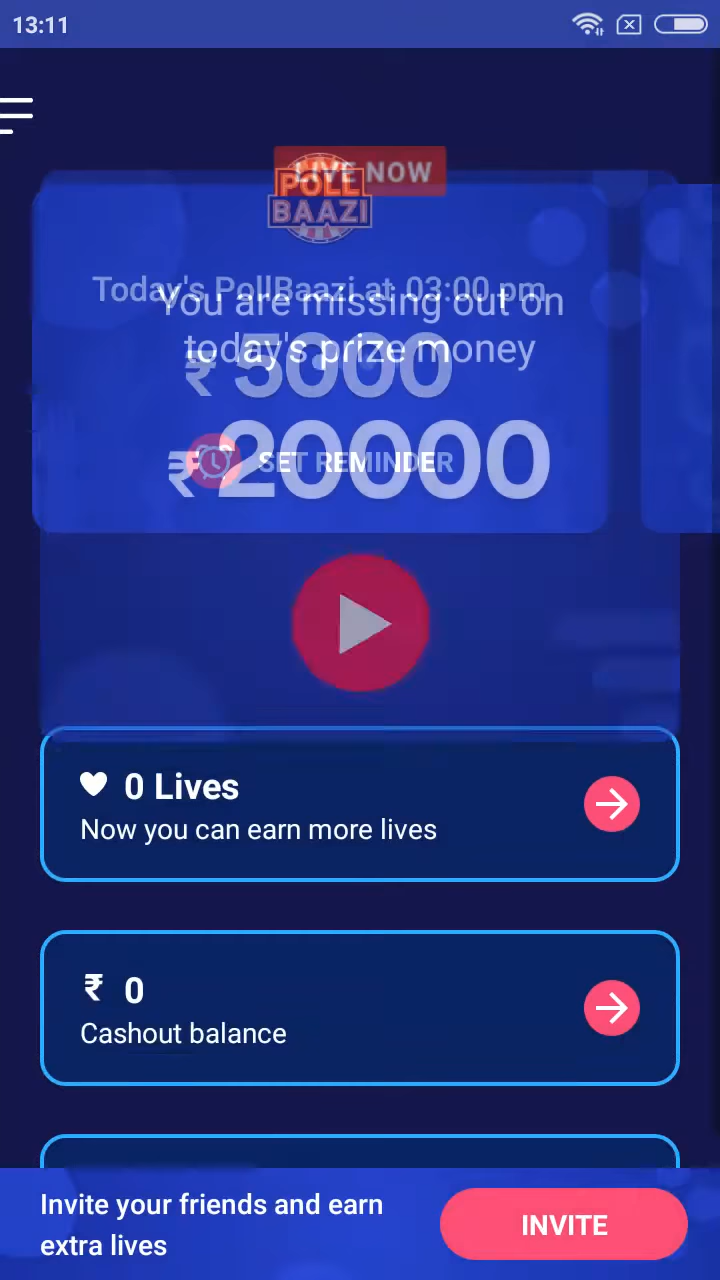 13:11
LIVE NOW
POLL
BAAZI
Today's PollBaazi at 03:00 pm
You are missing out on
today's prize money
₹ 5000
₹ 20000
SET REMINDER
0 Lives
Now you can earn more lives
₹ 0
Cashout balance
Invite your friends and earn
extra lives
INVITE